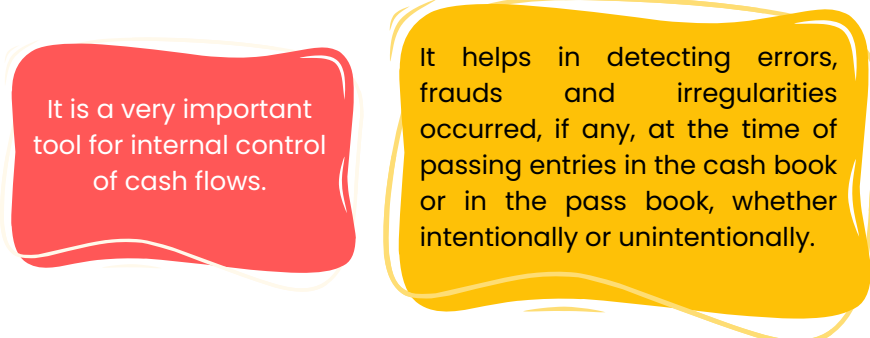 It is a very important
tool for internal control
of cash flows.
It helps in detecting errors,
frauds and irregularities
occurred, if any, at the time of
passing entries in the cash book
or in the pass book, whether
intentionally or unintentionally.